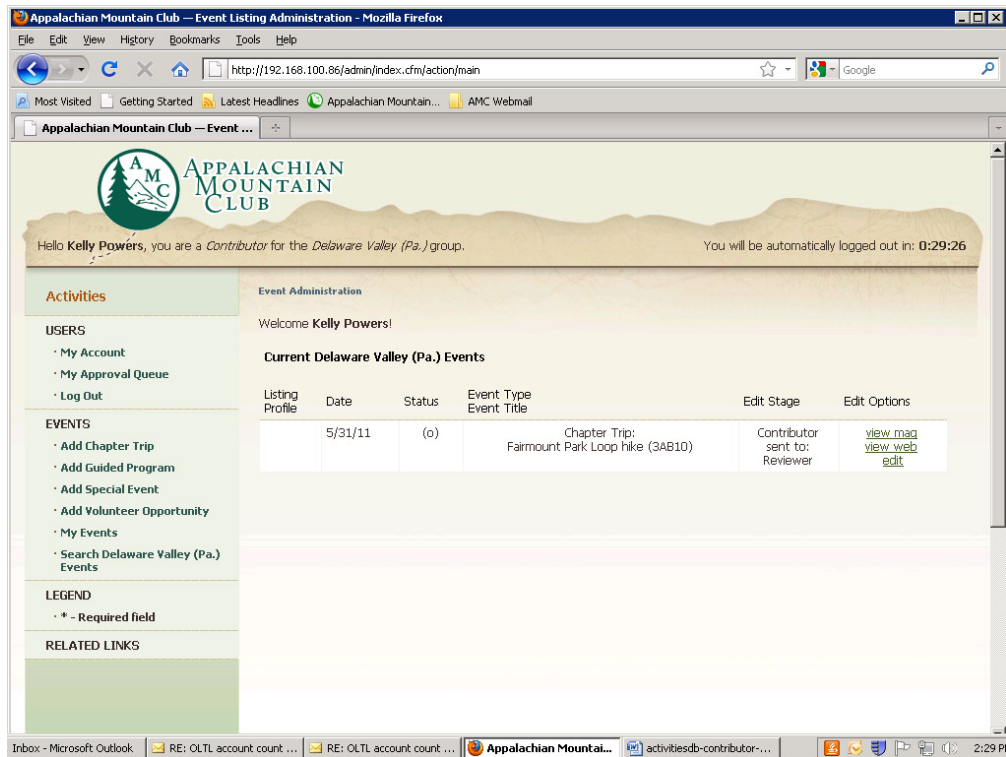 Appalachian Mountain Club — Event Listing Administration - Mozilla Firefox
File Edit View History Bookmarks Tools Help
http://192.168.100.86/admin/index.cfm/action/main
Google
Most Visited Getting Started Latest Headlines Appalachian Mountain... AMC Webmail
Appalachian Mountain Club — Event ...
AMC
APPALACHIAN
MOUNTAIN
CLUB
Hello Kelly Powers, you are a Contributor for the Delaware Valley (Pa.) group. You will be automatically logged out in: 0:29:26
Activities
USERS
· My Account
· My Approval Queue
· Log Out
EVENTS
· Add Chapter Trip
· Add Guided Program
· Add Special Event
· Add Volunteer Opportunity
· My Events
· Search Delaware Valley (Pa.)
Events
LEGEND
· * - Required field
RELATED LINKS
Event Administration
Welcome Kelly Powers!
Current Delaware Valley (Pa.) Events
Listing Profile Date Status Event Type Event Title Edit Stage Edit Options
5/31/11 (o) Chapter Trip: Contributor view mag
Fairmount Park Loop hike (3AB10) sent to: view web
Reviewer edit
Inbox - Microsoft Outlook RE: OLTL account count ... RE: OLTL account count ... Appalachian Mountai... activitiesdb-contributor-... 2:29 P